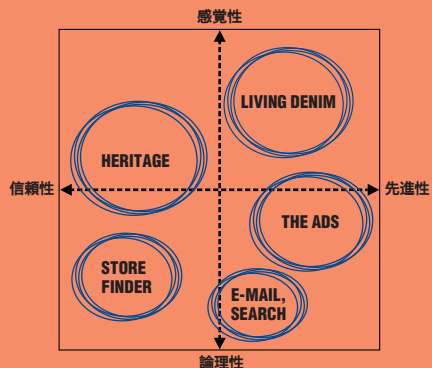 感覚性
LIVING DENIM
HERITAGE
信頼性
先進性
THE ADS
STORE
FINDER
E-MAIL,
SEARCH
論理性